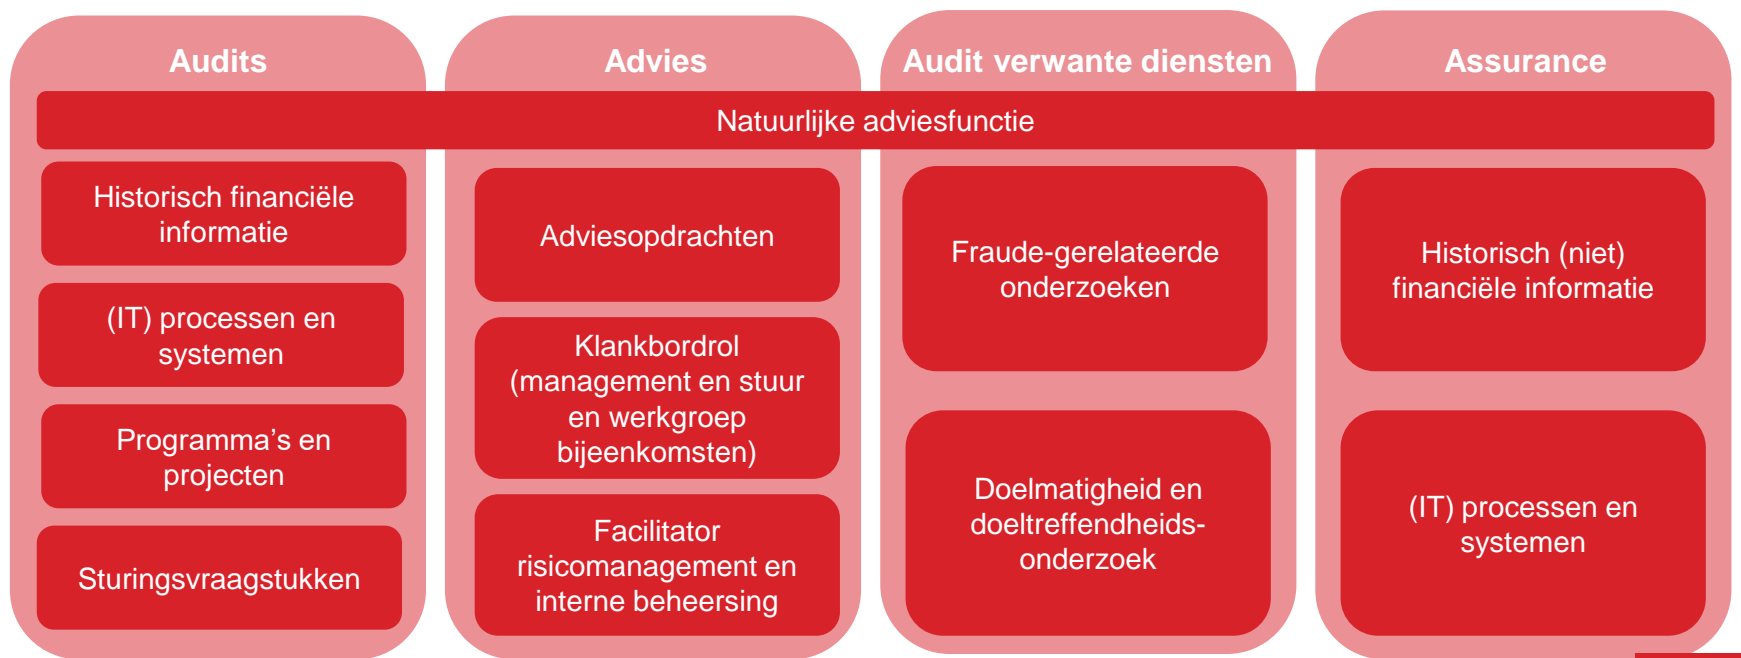 Audits
Advies
Audit verwante diensten
Assurance
Natuurlijke adviesfunctie
Historisch financiële
informatie
(IT) processen en
systemen
Programma’s en
projecten
Sturingsvraagstukken
Adviesopdrachten
Klankbordrol
(management en stuur
en werkgroep
bijeenkomsten)
Facilitator
risicomanagement en
interne beheersing
Fraude-gerelateerde
onderzoeken
Doelmatigheid en
doeltreffendheids-
onderzoek
Historisch (niet)
financiële informatie
(IT) processen en
systemen